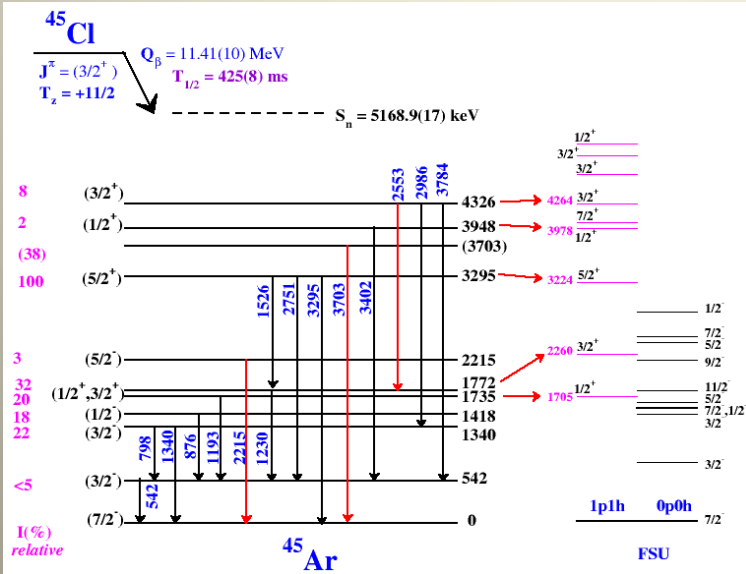 ⁴⁵Cl
J^π = (3/2⁺)
T_z = +11/2
Q_β = 11.41(10) MeV
T_1/2 = 425(8) ms
S_n = 5168.9(17) keV
1/2⁺
3/2⁺
3/2⁺
8 (3/2⁺) 2553 2986 3784 4326 4264 3/2⁺
7/2⁺
2 (1/2⁺) 3948 3978 1/2⁺
(38) (3703)
100 (5/2⁺) 3295 3224 5/2⁺
1526 2751 3295 3703 3402
1/2⁻
7/2⁻
5/2⁻
3 (5/2⁻) 2215 2260 3/2⁺ 9/2⁻
32 1772 11/2⁻
20 (1/2⁺,3/2⁺) 1735 1705 1/2⁺ 5/2⁻
18 (1/2⁻) 1418 7/2⁻,1/2⁻
22 (3/2⁻) 1340 3/2⁻
798 1340 876 1193 2215 1230
3/2⁻
<5 (3/2⁻) 542
542
1p1h 0p0h
(7/2⁻) 0 7/2⁻
I(%)
relative
⁴⁵Ar
FSU